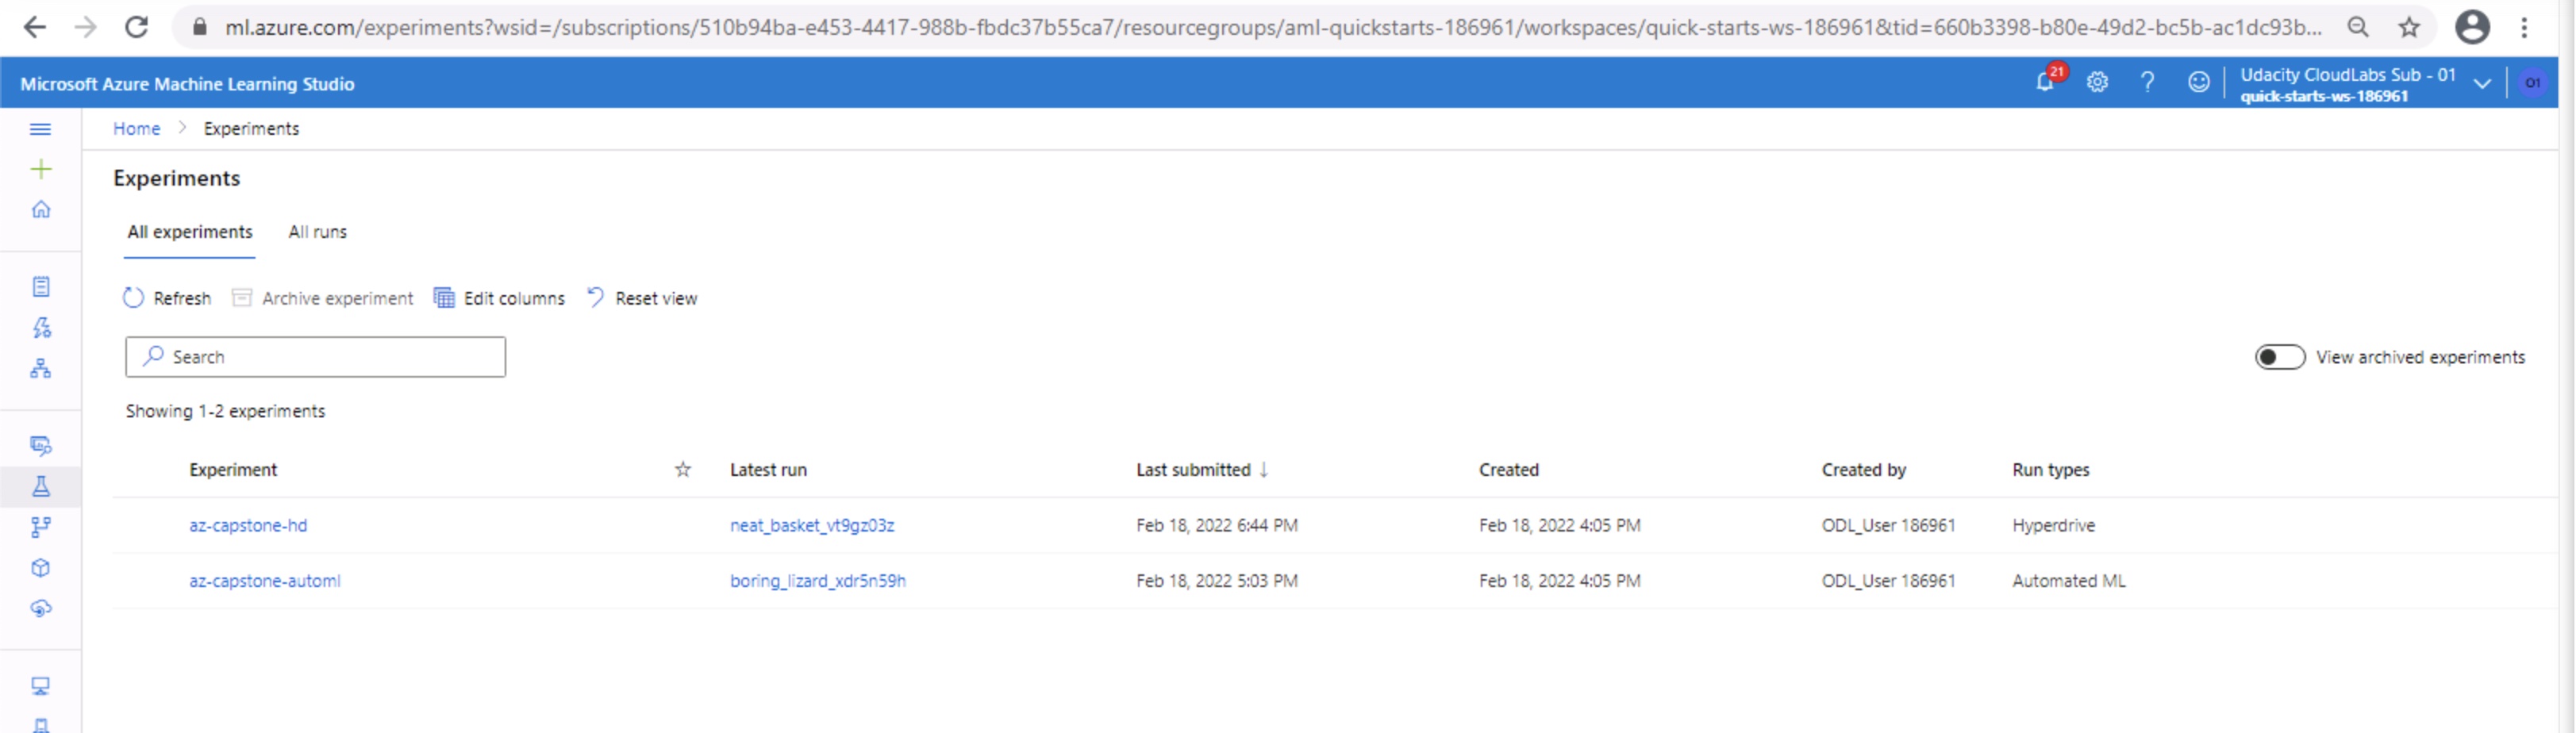 ml.azure.com/experiments?wsid=/subscriptions/510b94ba-e453-4417-988b-fbdc37b55ca7/resourcegroups/aml-quickstarts-186961/workspaces/quick-starts-ws-186961&tid=660b3398-b80e-49d2-bc5b-ac1dc93b...
Microsoft Azure Machine Learning Studio
21
Udacity CloudLabs Sub - 01
quick-starts-ws-186961
01
Home > Experiments
Experiments
All experiments All runs
Refresh Archive experiment Edit columns Reset view
Search
View archived experiments
Showing 1-2 experiments
Experiment Latest run Last submitted ↓ Created Created by Run types
az-capstone-hd neat_basket_vt9gz03z Feb 18, 2022 6:44 PM Feb 18, 2022 4:05 PM ODL_User 186961 Hyperdrive
az-capstone-automl boring_lizard_xdr5n59h Feb 18, 2022 5:03 PM Feb 18, 2022 4:05 PM ODL_User 186961 Automated ML